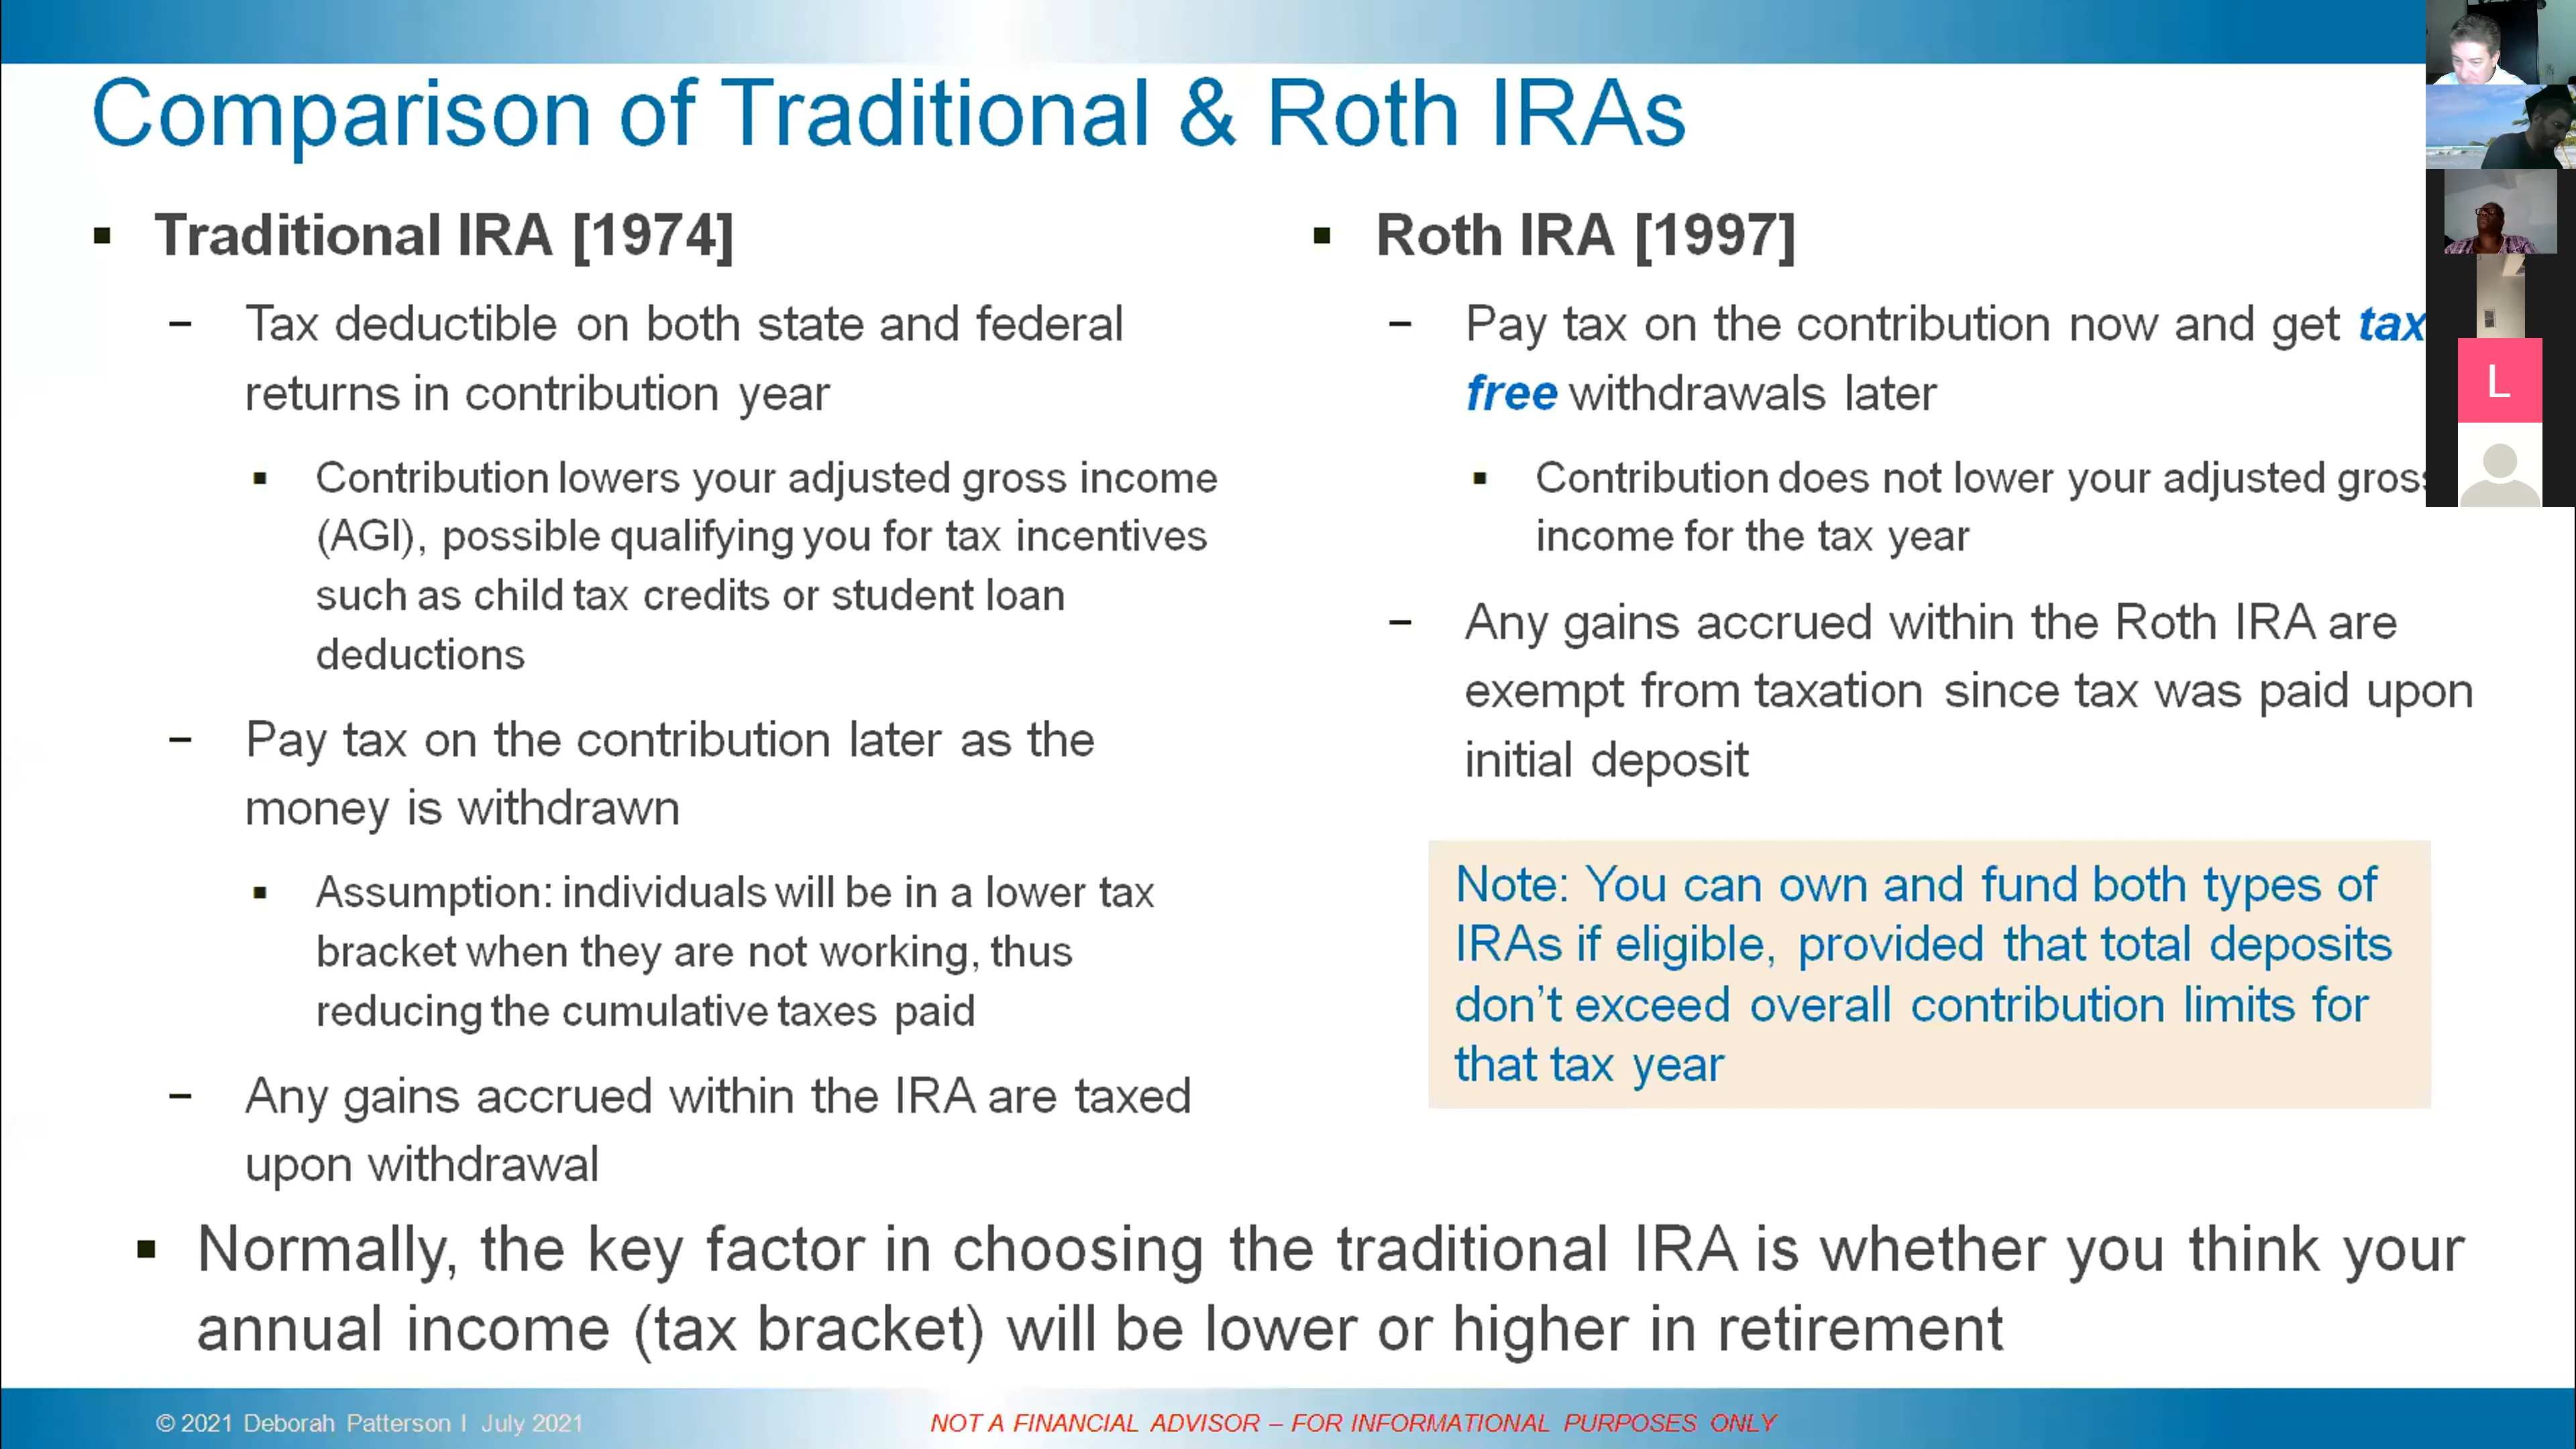 Comparison of Traditional & Roth IRAs
▪ Traditional IRA [1974]
– Tax deductible on both state and federal
returns in contribution year
▪ Contribution lowers your adjusted gross income
(AGI), possible qualifying you for tax incentives
such as child tax credits or student loan
deductions
– Pay tax on the contribution later as the
money is withdrawn
▪ Assumption: individuals will be in a lower tax
bracket when they are not working, thus
reducing the cumulative taxes paid
– Any gains accrued within the IRA are taxed
upon withdrawal
▪ Roth IRA [1997]
– Pay tax on the contribution now and get tax
free withdrawals later
▪ Contribution does not lower your adjusted gross
income for the tax year
– Any gains accrued within the Roth IRA are
exempt from taxation since tax was paid upon
initial deposit
Note: You can own and fund both types of
IRAs if eligible, provided that total deposits
don't exceed overall contribution limits for
that tax year
▪ Normally, the key factor in choosing the traditional IRA is whether you think your
annual income (tax bracket) will be lower or higher in retirement
© 2021 Deborah Patterson I July 2021
NOT A FINANCIAL ADVISOR – FOR INFORMATIONAL PURPOSES ONLY
L